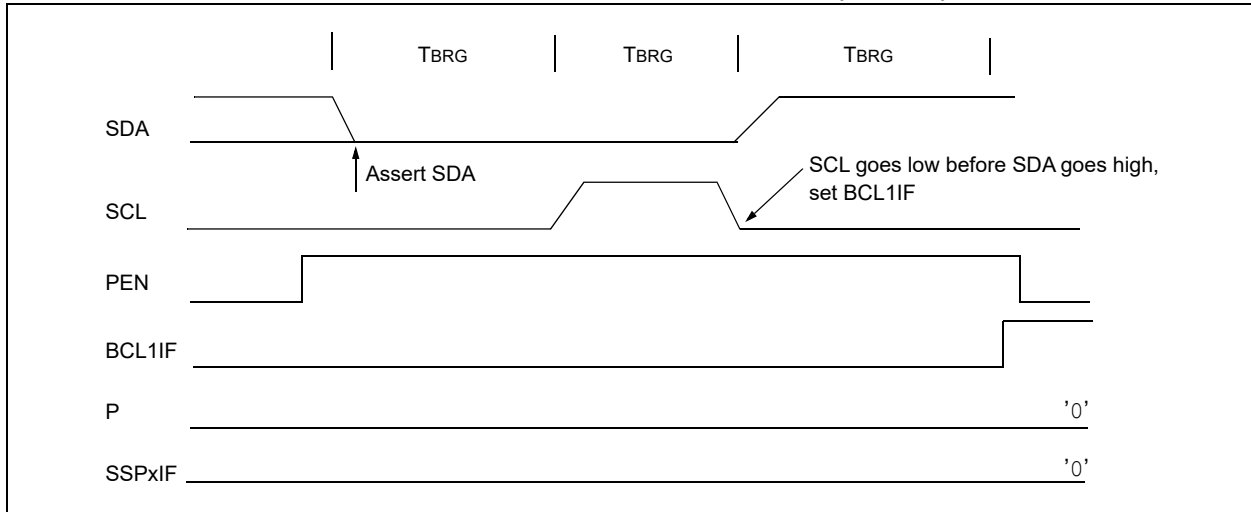 TBRG
TBRG
TBRG
SDA
Assert SDA
SCL goes low before SDA goes high,
set BCL1IF
SCL
PEN
BCL1IF
P
'0'
SSPxIF
'0'